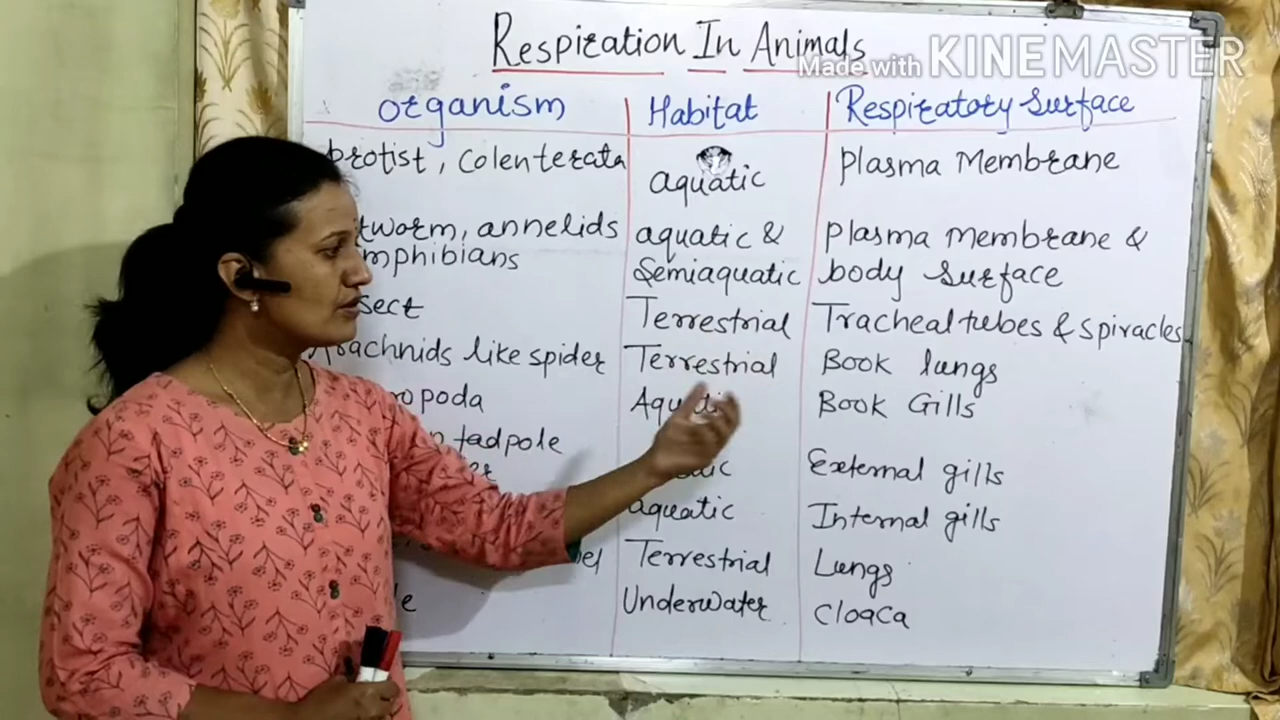 Respiration In Animals
Made with KINEMASTER
Organism Habitat Respiratory Surface
Protist, Colenterata aquatic Plasma Membrane
annelids aquatic & Plasma Membrane &
Semiaquatic body Surface
Terrestrial Tracheal tubes & Spiracles
Arachnids like spider Terrestrial Book lungs
Book Gills
tadpole
External gills
aquatic Internal gills
Terrestrial Lungs
Underwater Cloaca